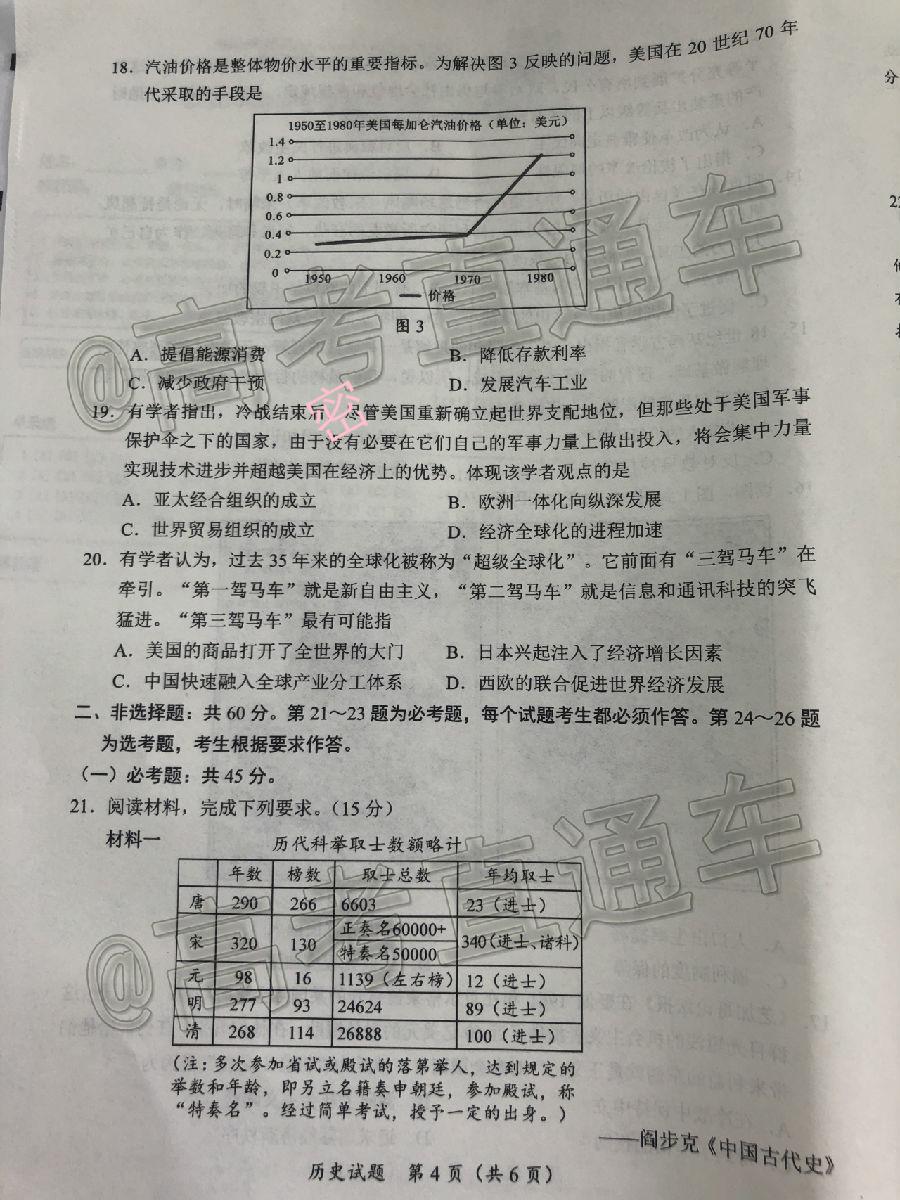 18．汽油价格是整体物价水平的重要指标。为解决图 3 反映的问题，美国在 20 世纪 70 年
代采取的手段是
1950至1980年美国每加仑汽油价格（单位：美元）
1.4
1.2
1
0.8
0.6
0.4
0.2
0
1950 1960 1970 1980
价格
图 3
A．提倡能源消费 B．降低存款利率
C．减少政府干预 D．发展汽车工业
19．有学者指出，冷战结束后，尽管美国重新确立起世界支配地位，但那些处于美国军事
保护伞之下的国家，由于没有必要在它们自己的军事力量上做出投入，将会集中力量
实现技术进步并超越美国在经济上的优势。体现该学者观点的是
A．亚太经合组织的成立 B．欧洲一体化向纵深发展
C．世界贸易组织的成立 D．经济全球化的进程加速
20．有学者认为，过去 35 年来的全球化被称为“超级全球化”。它前面有“三驾马车”在
牵引。“第一驾马车”就是新自由主义，“第二驾马车”就是信息和通讯科技的突飞
猛进。“第三驾马车”最有可能指
A．美国的商品打开了全世界的大门 B．日本兴起注入了经济增长因素
C．中国快速融入全球产业分工体系 D．西欧的联合促进世界经济发展
二、非选择题：共 60 分。第 21～23 题为必考题，每个试题考生都必须作答。第 24～26 题
为选考题，考生根据要求作答。
（一）必考题：共 45 分。
21．阅读材料，完成下列要求。（15 分）
材料一 历代科举取士数额略计
年数 榜数 取士总数 年均取士
唐 290 266 6603 23（进士）
宋 320 130 正奏名60000+ 特奏名50000 340（进士、诸科）
元 98 16 1139（左右榜） 12（进士）
明 277 93 24624 89（进士）
清 268 114 26888 100（进士）
（注：多次参加省试或殿试的落第举人，达到规定的
举数和年龄，即另立名籍奏申朝廷，参加殿试，称
“特奏名”。经过简单考试，授予一定的出身。）
——阎步克《中国古代史》
历史试题 第 4 页（共 6 页）
密
@高考直通车
@高考直通车
分
22